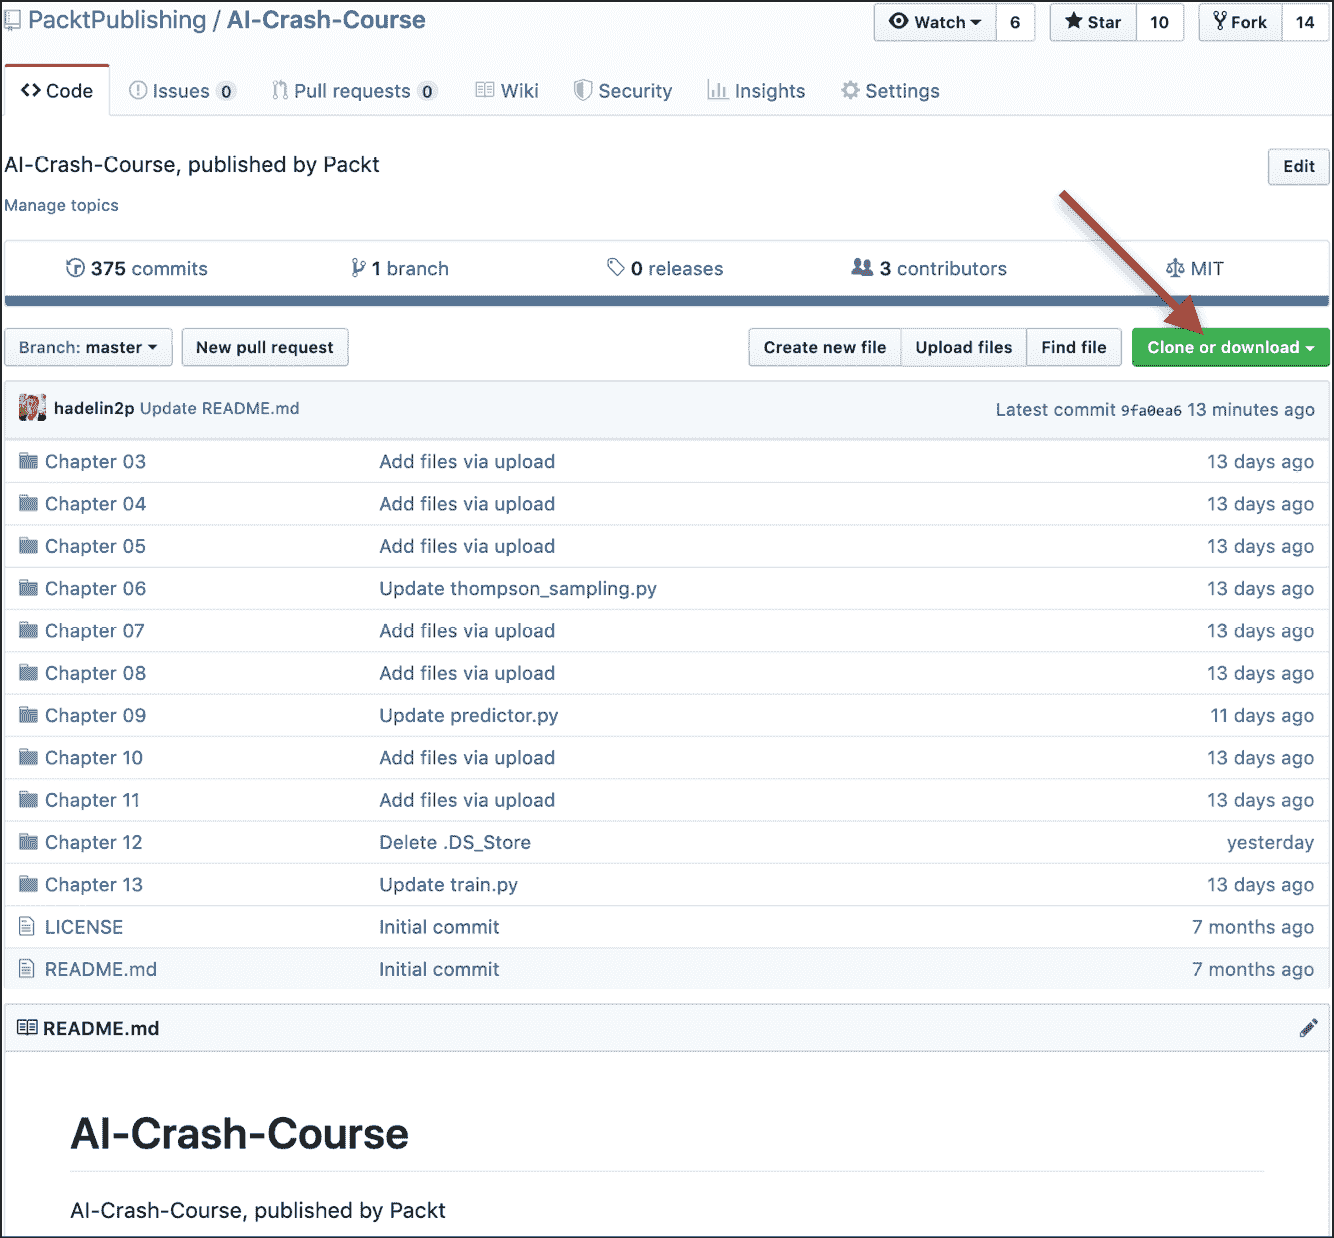 PacktPublishing / AI-Crash-Course Watch 6 Star 10 Fork 14
Code Issues 0 Pull requests 0 Wiki Security Insights Settings
AI-Crash-Course, published by Packt Edit
Manage topics
375 commits 1 branch 0 releases 3 contributors MIT
Branch: master New pull request Create new file Upload files Find file Clone or download
hadelin2p Update README.md Latest commit 9fa0ea6 13 minutes ago
Chapter 03 Add files via upload 13 days ago
Chapter 04 Add files via upload 13 days ago
Chapter 05 Add files via upload 13 days ago
Chapter 06 Update thompson_sampling.py 13 days ago
Chapter 07 Add files via upload 13 days ago
Chapter 08 Add files via upload 13 days ago
Chapter 09 Update predictor.py 11 days ago
Chapter 10 Add files via upload 13 days ago
Chapter 11 Add files via upload 13 days ago
Chapter 12 Delete .DS_Store yesterday
Chapter 13 Update train.py 13 days ago
LICENSE Initial commit 7 months ago
README.md Initial commit 7 months ago
README.md
AI-Crash-Course
AI-Crash-Course, published by Packt